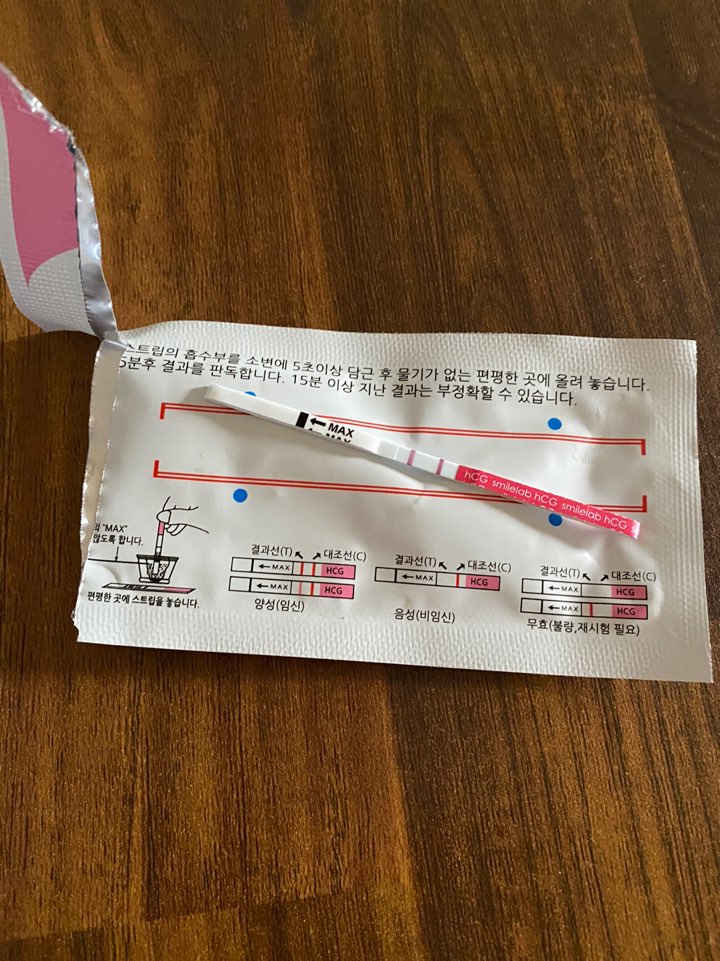 스트립의 흡수부를 소변에 5초이상 담근 후 물기가 없는 편평한 곳에 올려 놓습니다.
5분후 결과를 판독합니다. 15분 이상 지난 결과는 부정확할 수 있습니다.
← MAX
hCG smilelab hCG smilelab hCG
"MAX"
않도록 합니다.
편평한 곳에 스트립을 놓습니다.
결과선(T) 대조선(C)
← MAX HCG
← MAX HCG
양성(임신)
결과선(T) 대조선(C)
← MAX HCG
음성(비임신)
결과선(T) 대조선(C)
← MAX HCG
← MAX HCG
무효(불량,재시험 필요)